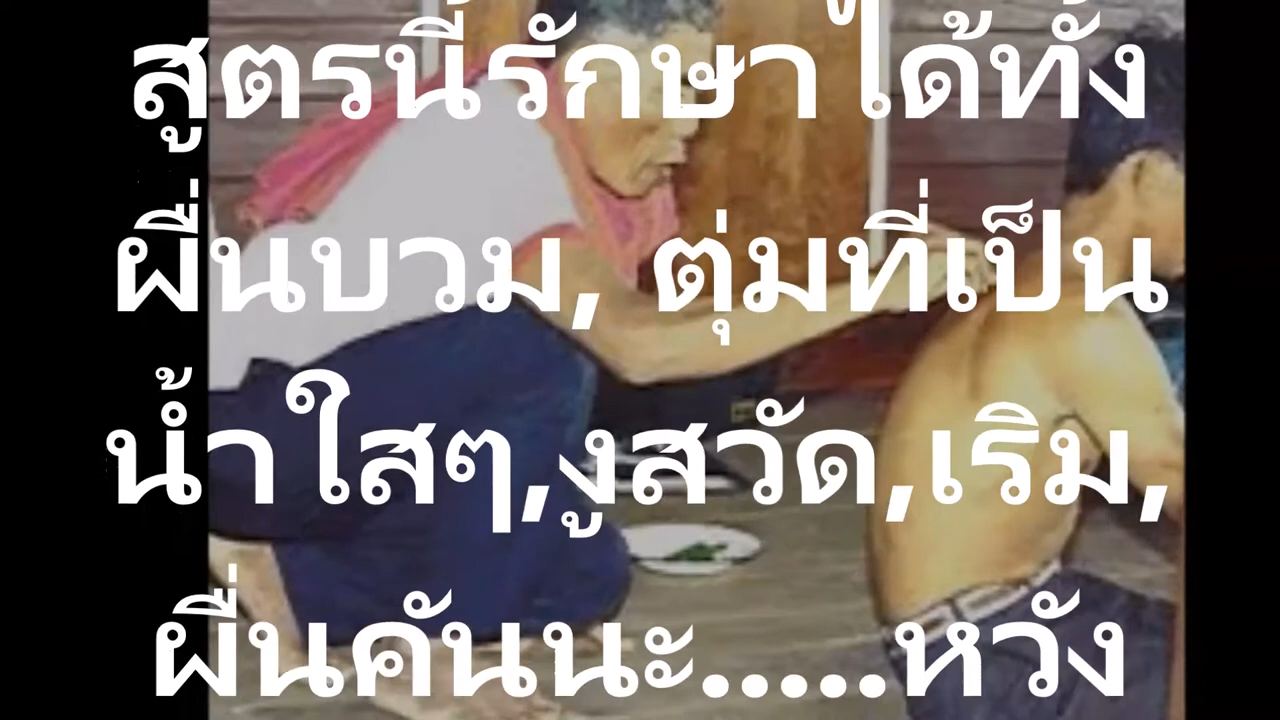 สูตรนี้รักษาได้ทั้ง
ผื่นบวม, ตุ่มที่เป็น
น้ำใสๆ,งูสวัด,เริม,
ผื่นคันนะ.....หวัง